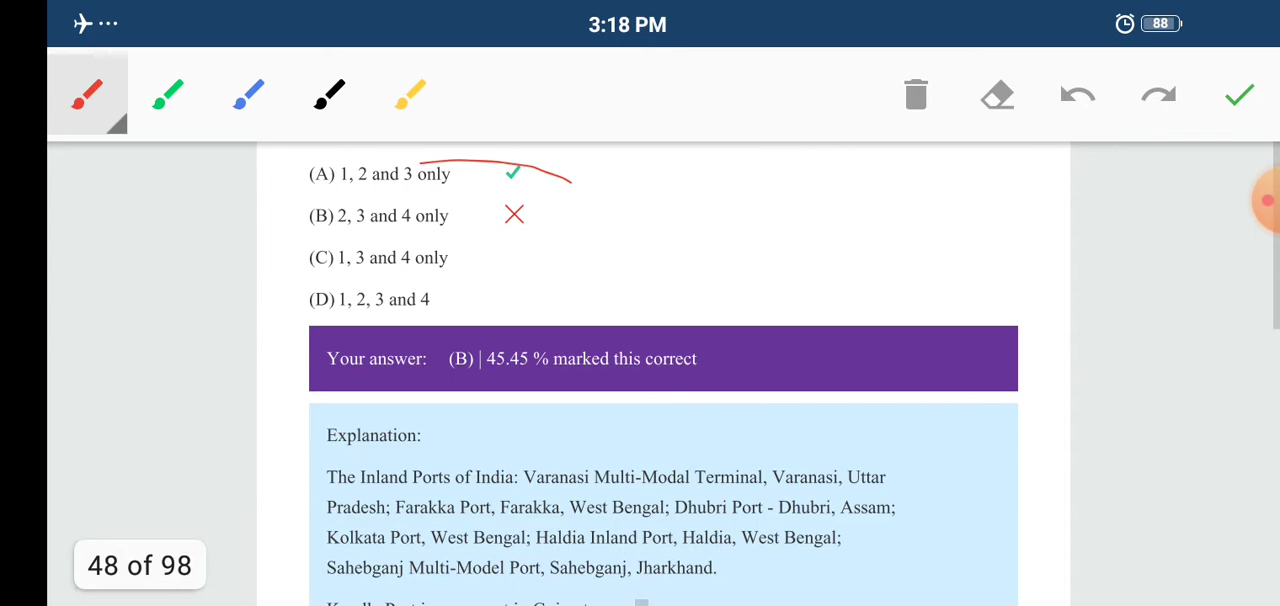 3:18 PM
88
(A) 1, 2 and 3 only
(B) 2, 3 and 4 only
(C) 1, 3 and 4 only
(D) 1, 2, 3 and 4
Your answer: (B) | 45.45 % marked this correct
Explanation:
The Inland Ports of India: Varanasi Multi-Modal Terminal, Varanasi, Uttar
Pradesh; Farakka Port, Farakka, West Bengal; Dhubri Port - Dhubri, Assam;
Kolkata Port, West Bengal; Haldia Inland Port, Haldia, West Bengal;
Sahebganj Multi-Model Port, Sahebganj, Jharkhand.
48 of 98